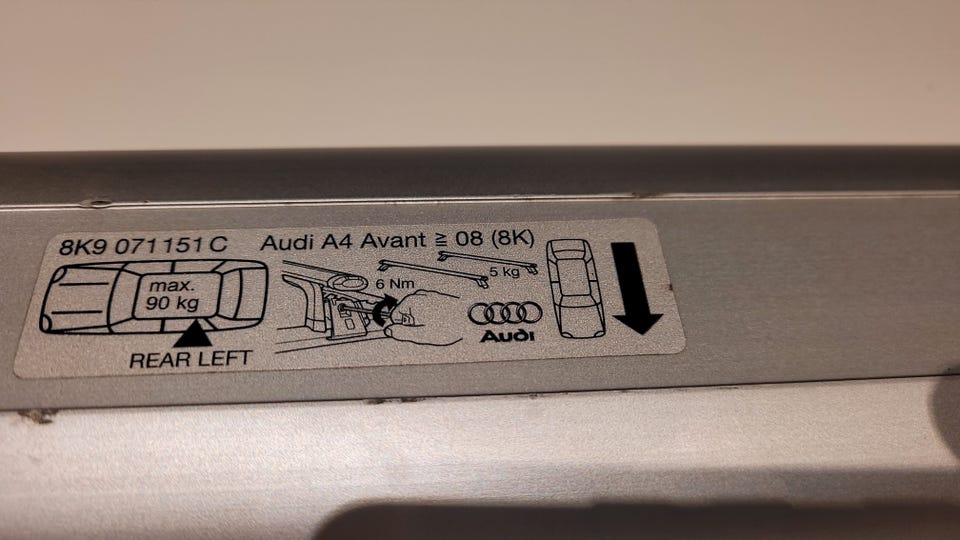 8K9 071151 C Audi A4 Avant ≧ 08 (8K)
max.
90 kg
REAR LEFT
6 Nm
5 kg
Audi